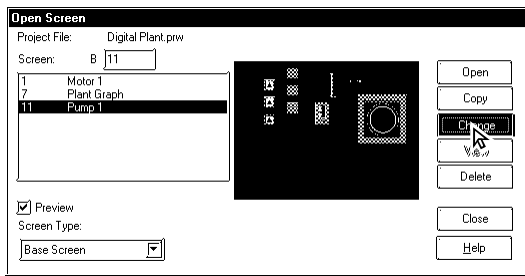 Open Screen
Project File: Digital Plant.prw
Screen: B 11
1 Motor 1
7 Plant Graph
11 Pump 1
Open
Copy
Change
View
Delete
Preview
Screen Type:
Base Screen
Close
Help